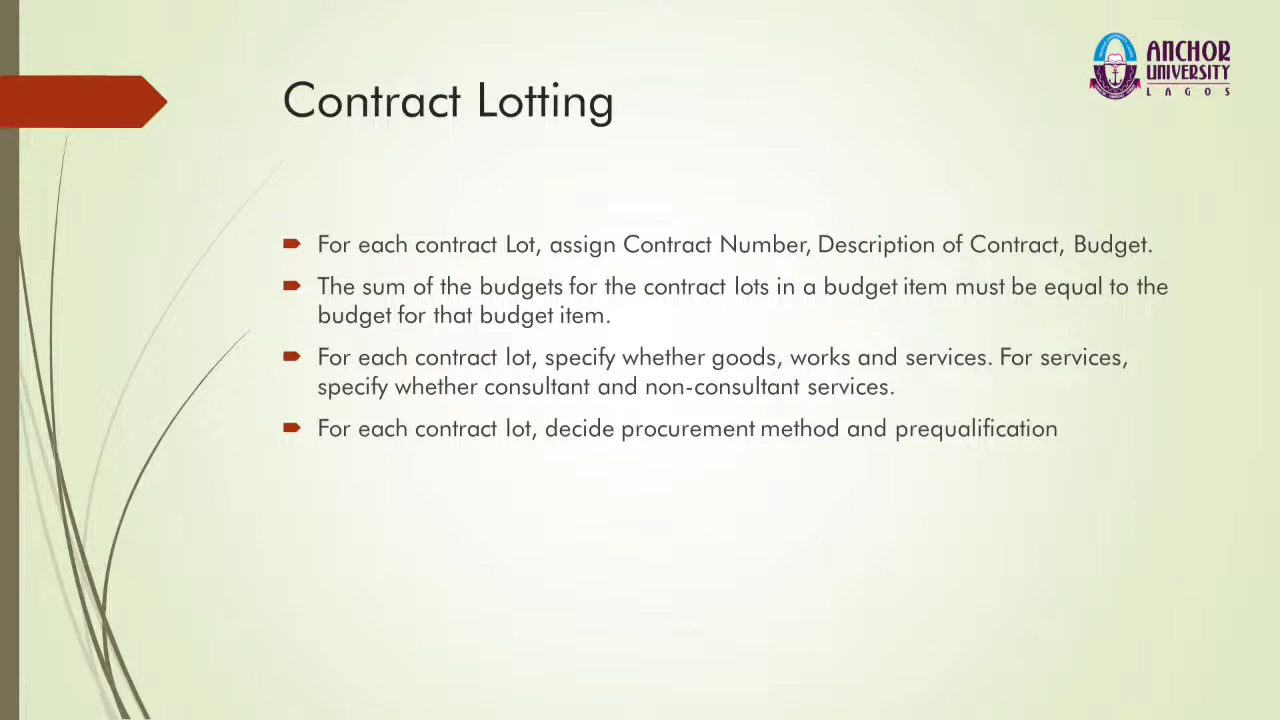 ANCHOR
UNIVERSITY
LAGOS
Contract Lotting
For each contract Lot, assign Contract Number, Description of Contract, Budget.
The sum of the budgets for the contract lots in a budget item must be equal to the
budget for that budget item.
For each contract lot, specify whether goods, works and services. For services,
specify whether consultant and non-consultant services.
For each contract lot, decide procurement method and prequalification